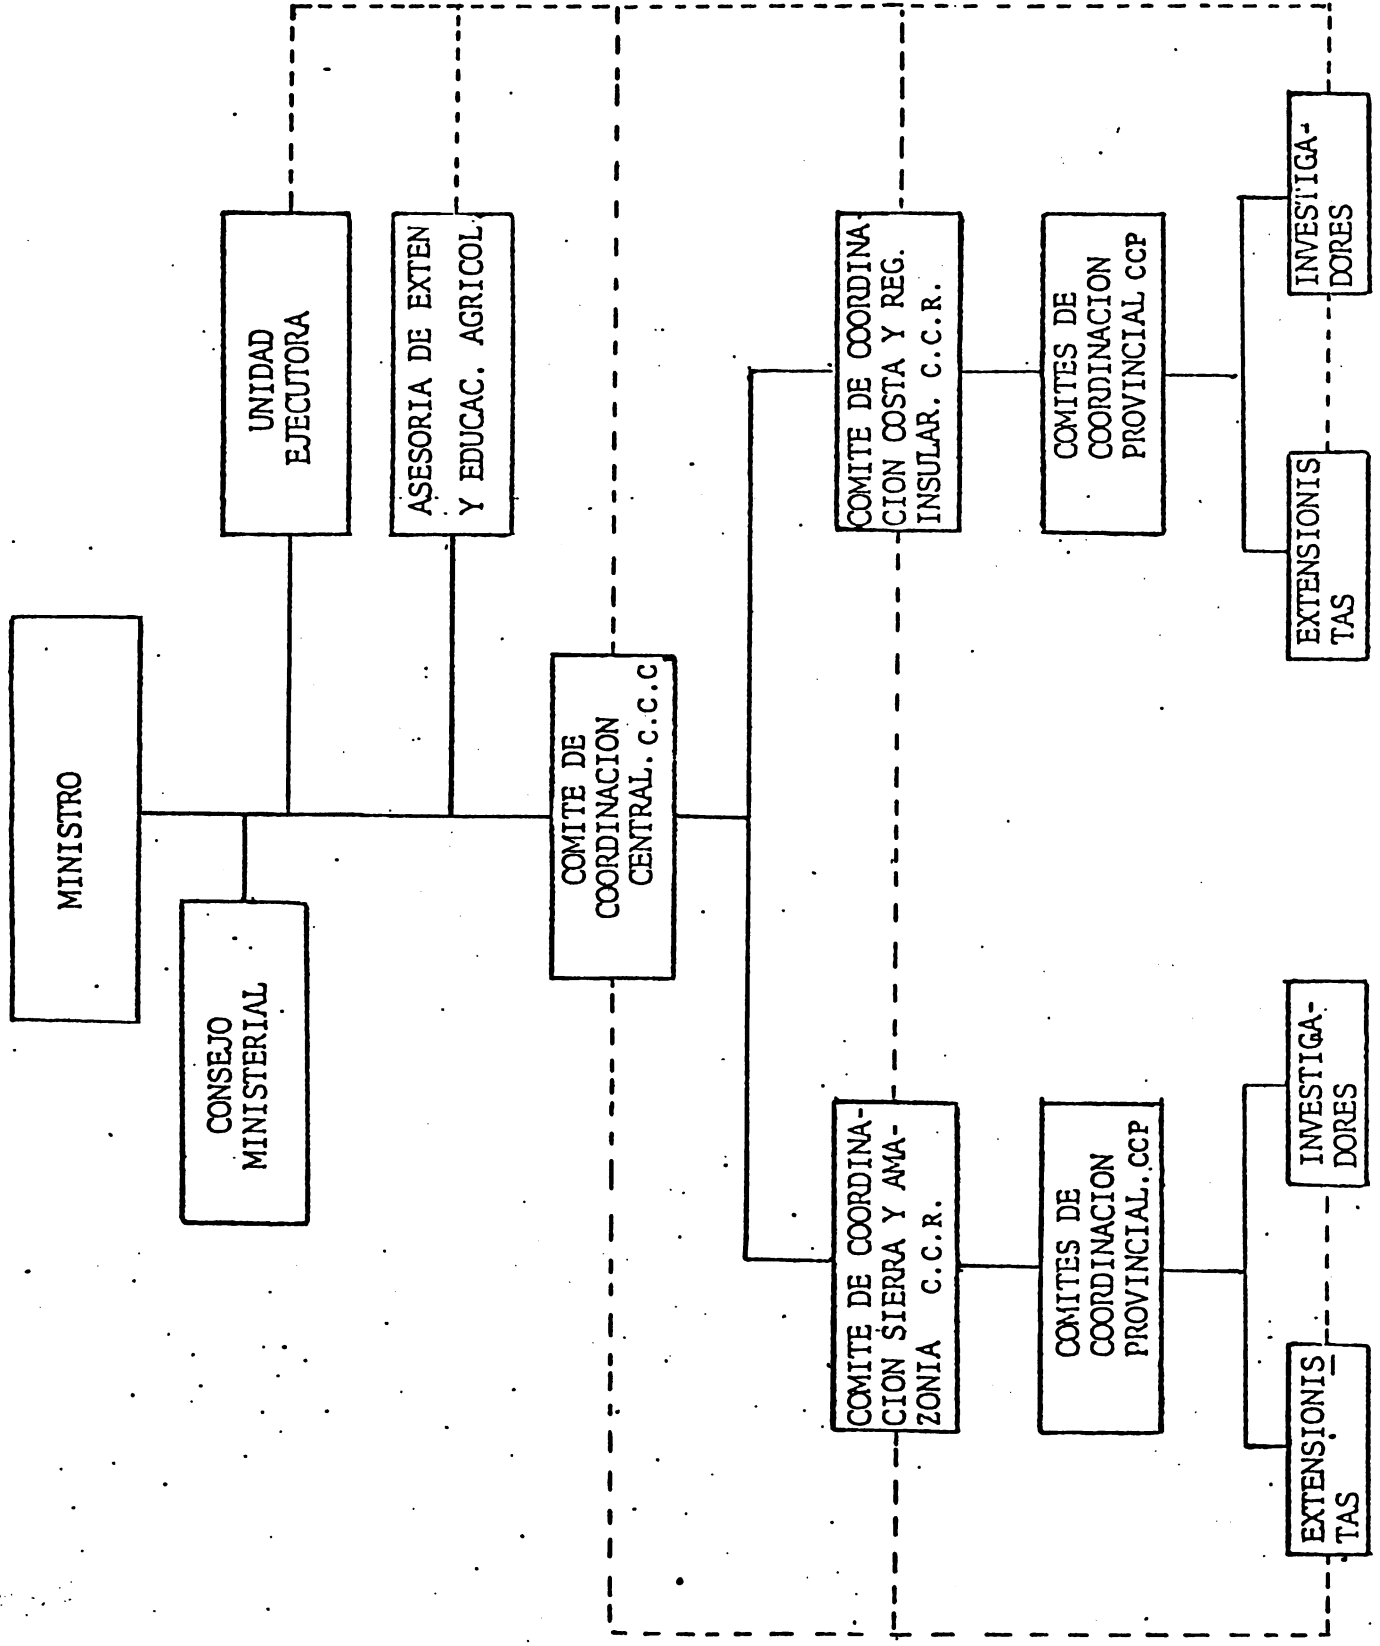 MINISTRO
CONSEJO
MINISTERIAL
UNIDAD
EJECUTORA
ASESORIA DE EXTEN
Y EDUCAC. AGRICOL
COMITE DE
COORDINACION
CENTRAL. C.C.C
COMITE DE COORDINA-
CION SIERRA Y AMA-
ZONIA C.C.R.
COMITE DE COORDINA
CION COSTA Y REG.
INSULAR. C.C.R.
COMITES DE
COORDINACION
PROVINCIAL. CCP
COMITES DE
COORDINACION
PROVINCIAL CCP
EXTENSIONIS
TAS
INVESTIGA-
DORES
EXTENSIONIS
TAS
INVESTIGA-
DORES